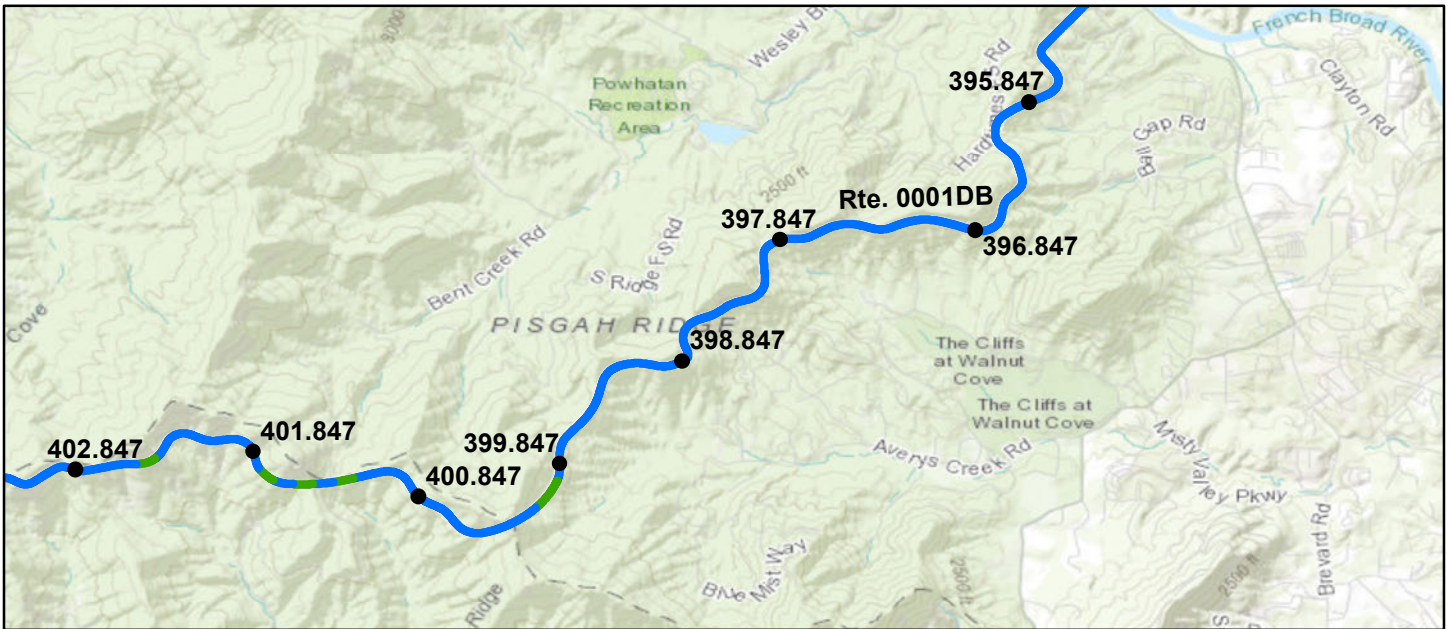 3000
Wesley B
French Broad River
Powhatan
Recreation
Area
Clayton Rd
395.847
Rd
Gap Rd
Ball
2500 ft
Rte. 0001DB
397.847
396.847
S Ridge FS Rd
Bent Creek Rd
Cove
PISGAH RIDGE
398.847
The Cliffs
at Walnut
Cove
The Cliffs at
Walnut Cove
402.847
401.847
399.847
400.847
Averys Creek Rd
Misty Valley Pkwy
Brevard Rd
Blue Mist Way
2500 ft
2500 ft
Ridge
S